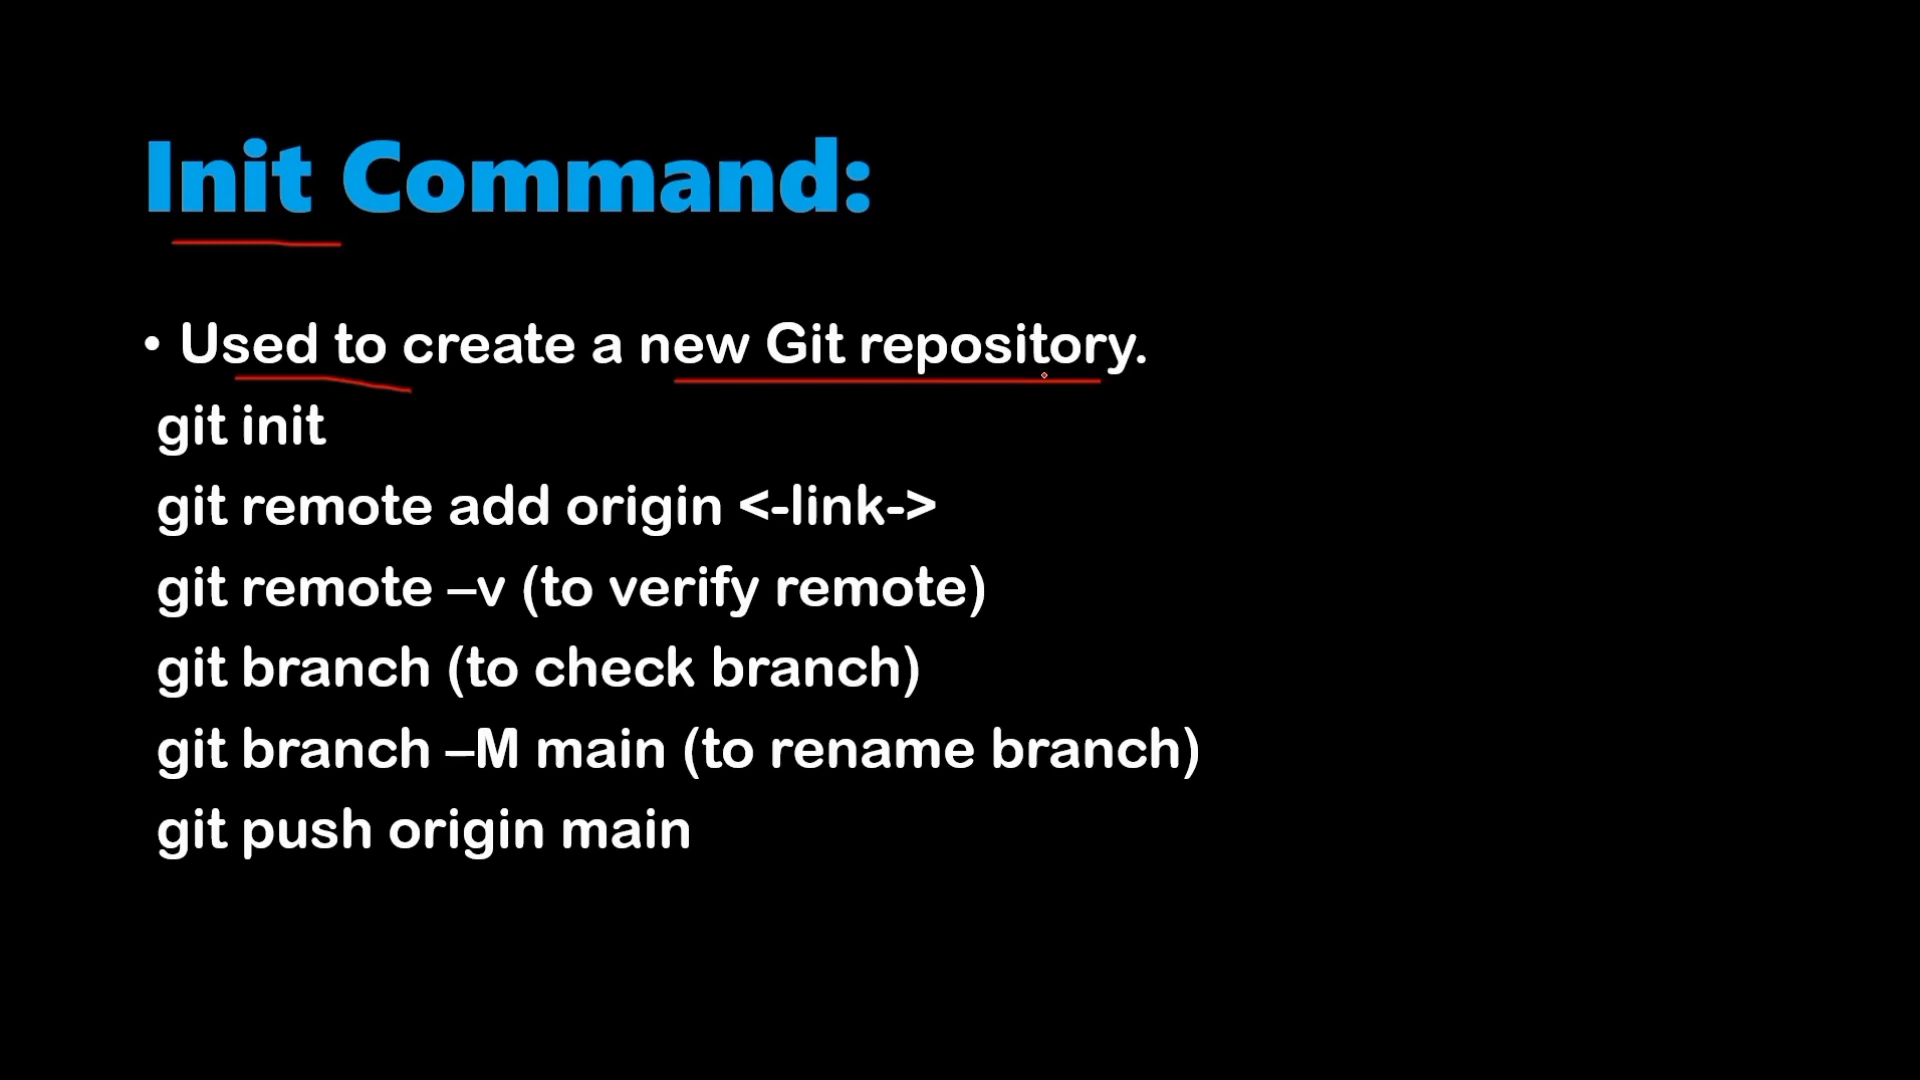 Init Command:
• Used to create a new Git repository.
git init
git remote add origin <-link->
git remote –v (to verify remote)
git branch (to check branch)
git branch –M main (to rename branch)
git push origin main